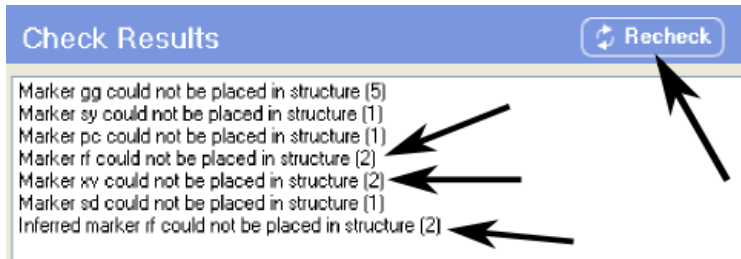 Check Results
Recheck
Marker gg could not be placed in structure (5)
Marker sy could not be placed in structure (1)
Marker pc could not be placed in structure (1)
Marker rf could not be placed in structure (2)
Marker xv could not be placed in structure (2)
Marker sd could not be placed in structure (1)
Inferred marker rf could not be placed in structure (2)